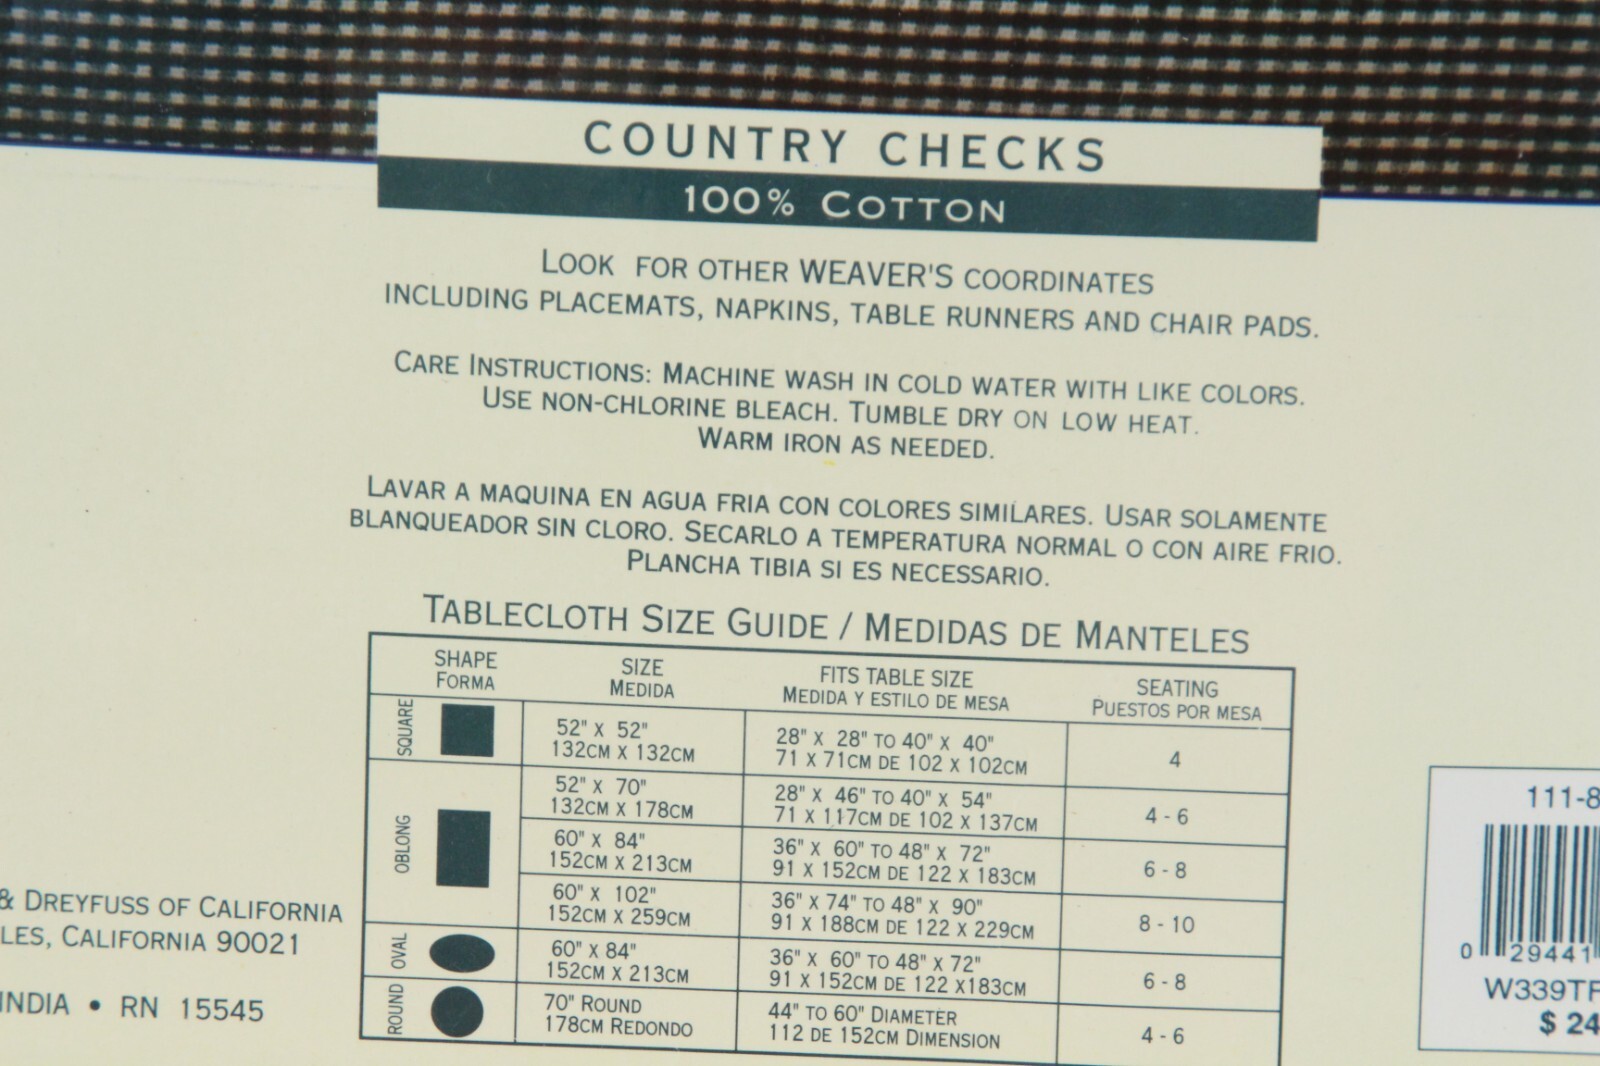 COUNTRY CHECKS
100% COTTON
LOOK FOR OTHER WEAVER'S COORDINATES
INCLUDING PLACEMATS, NAPKINS, TABLE RUNNERS AND CHAIR PADS.
CARE INSTRUCTIONS: MACHINE WASH IN COLD WATER WITH LIKE COLORS.
USE NON-CHLORINE BLEACH. TUMBLE DRY ON LOW HEAT.
WARM IRON AS NEEDED.
LAVAR A MAQUINA EN AGUA FRIA CON COLORES SIMILARES. USAR SOLAMENTE
BLANQUEADOR SIN CLORO. SECARLO A TEMPERATURA NORMAL O CON AIRE FRIO.
PLANCHA TIBIA SI ES NECESSARIO.
TABLECLOTH SIZE GUIDE / MEDIDAS DE MANTELES
SHAPE SIZE FITS TABLE SIZE SEATING
FORMA MEDIDA MEDIDA Y ESTILO DE MESA PUESTOS POR MESA
SQUARE 52" X 52" 28" X 28" TO 40" X 40" 4
132CM X 132CM 71 X 71CM DE 102 X 102CM
OBLONG 52" X 70" 28" X 46" TO 40" X 54" 4 - 6
132CM X 178CM 71 X 117CM DE 102 X 137CM
60" X 84" 36" X 60" TO 48" X 72" 6 - 8
152CM X 213CM 91 X 152CM DE 122 X 183CM
60" X 102" 36" X 74" TO 48" X 90" 8 - 10
152CM X 259CM 91 X 188CM DE 122 X 229CM
OVAL 60" X 84" 36" X 60" TO 48" X 72" 6 - 8
152CM X 213CM 91 X 152CM DE 122 X183CM
ROUND 70" ROUND 44" TO 60" DIAMETER 4 - 6
178CM REDONDO 112 DE 152CM DIMENSION
& DREYFUSS OF CALIFORNIA
LES, CALIFORNIA 90021
INDIA • RN 15545
111-8
0 29441
W339TF
$ 24